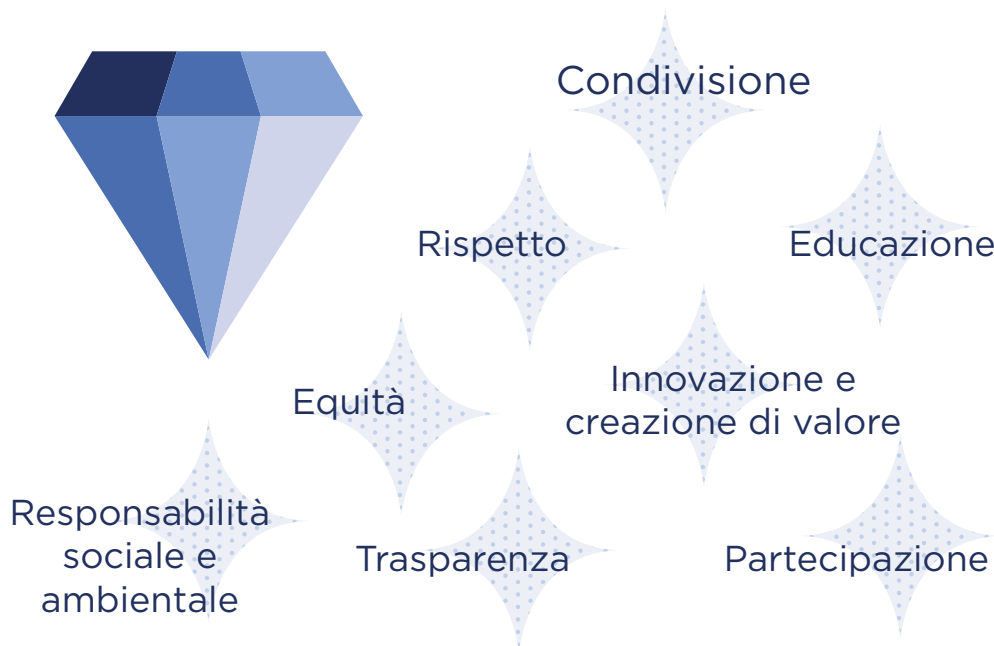 Condivisione
Rispetto
Educazione
Innovazione e
creazione di valore
Equità
Responsabilità
sociale e
ambientale
Trasparenza
Partecipazione